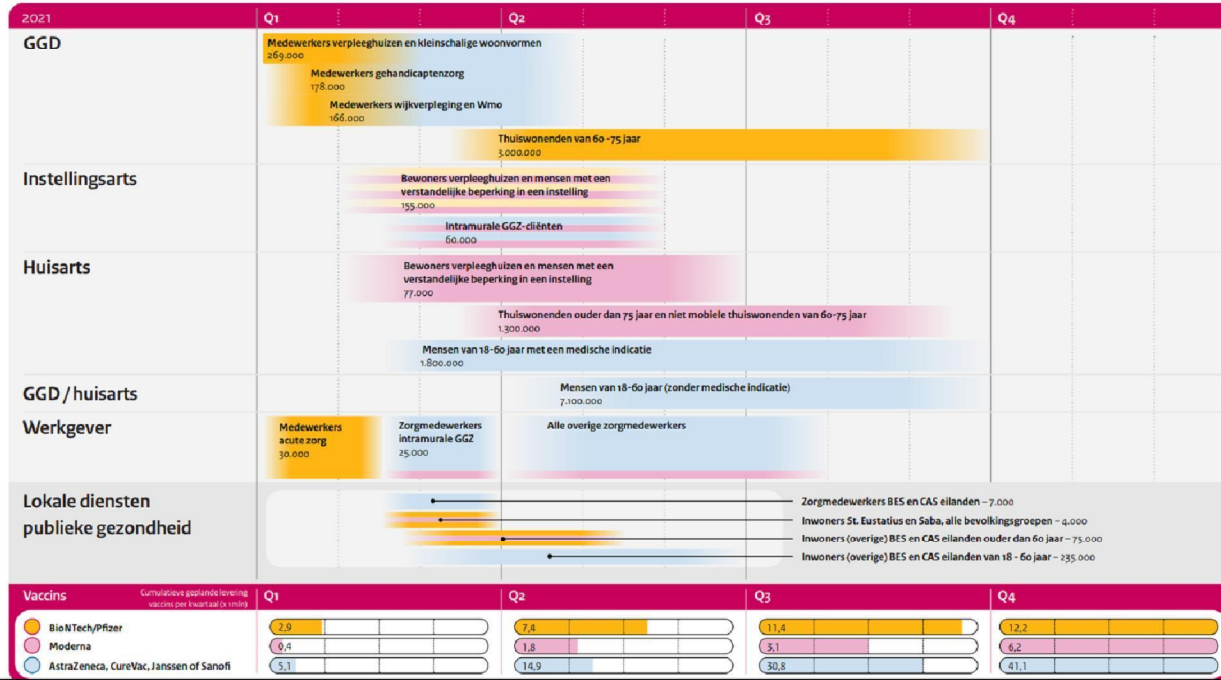 2021 Q1 Q2 Q3 Q4
GGD
Medewerkers verpleeghuizen en kleinschalige woonvormen
269.000
Medewerkers gehandicaptenzorg
178.000
Medewerkers wijkverpleging en Wmo
166.000
Thuiswonenden van 60 -75 jaar
3.000.000
Instellingsarts
Bewoners verpleeghuizen en mensen met een
verstandelijke beperking in een instelling
155.000
Intramurale GGZ-cliënten
60.000
Huisarts
Bewoners verpleeghuizen en mensen met een
verstandelijke beperking in een instelling
77.000
Thuiswonenden ouder dan 75 jaar en niet mobiele thuiswonenden van 60-75 jaar
1.300.000
Mensen van 18-60 jaar met een medische indicatie
1.800.000
GGD / huisarts
Mensen van 18-60 jaar (zonder medische indicatie)
7.100.000
Werkgever
Medewerkers
acute zorg
30.000
Zorgmedewerkers
intramurale GGZ
25.000
Alle overige zorgmedewerkers
Lokale diensten
publieke gezondheid
Zorgmedewerkers BES en CAS eilanden – 7.000
Inwoners St. Eustatius en Saba, alle bevolkingsgroepen – 4.000
Inwoners (overige) BES en CAS eilanden ouder dan 60 jaar – 75.000
Inwoners (overige) BES en CAS eilanden van 18 - 60 jaar – 235.000
Vaccins
Cumulatieve geplande levering
vaccins per kwartaal (x mln)
Q1 Q2 Q3 Q4
BioNTech/Pfizer 2,9 7,4 11,4 12,2
Moderna 0,4 1,8 3,1 6,2
AstraZeneca, CureVac, Janssen of Sanofi 5,1 14,9 30,8 41,1